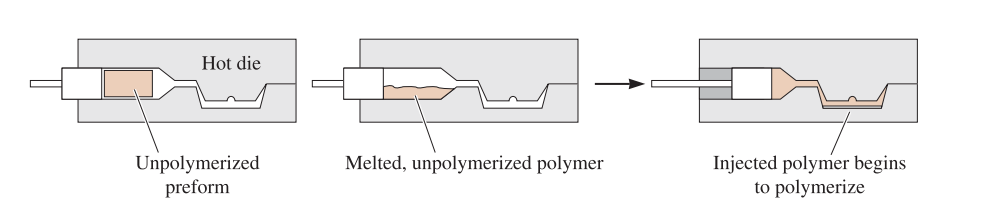 Hot die
Unpolymerized
preform
Melted, unpolymerized polymer
Injected polymer begins
to polymerize